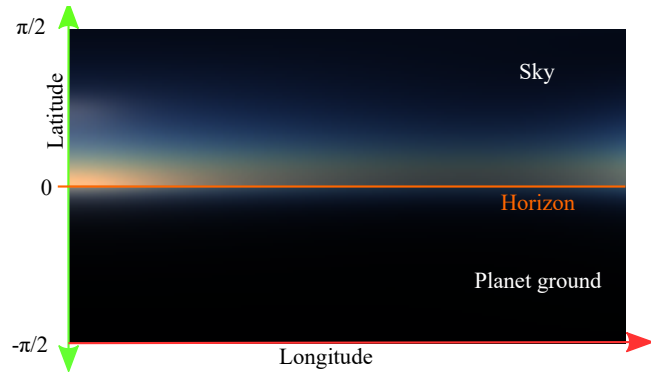 π/2
Sky
Latitude
0
Horizon
Planet ground
-π/2
Longitude